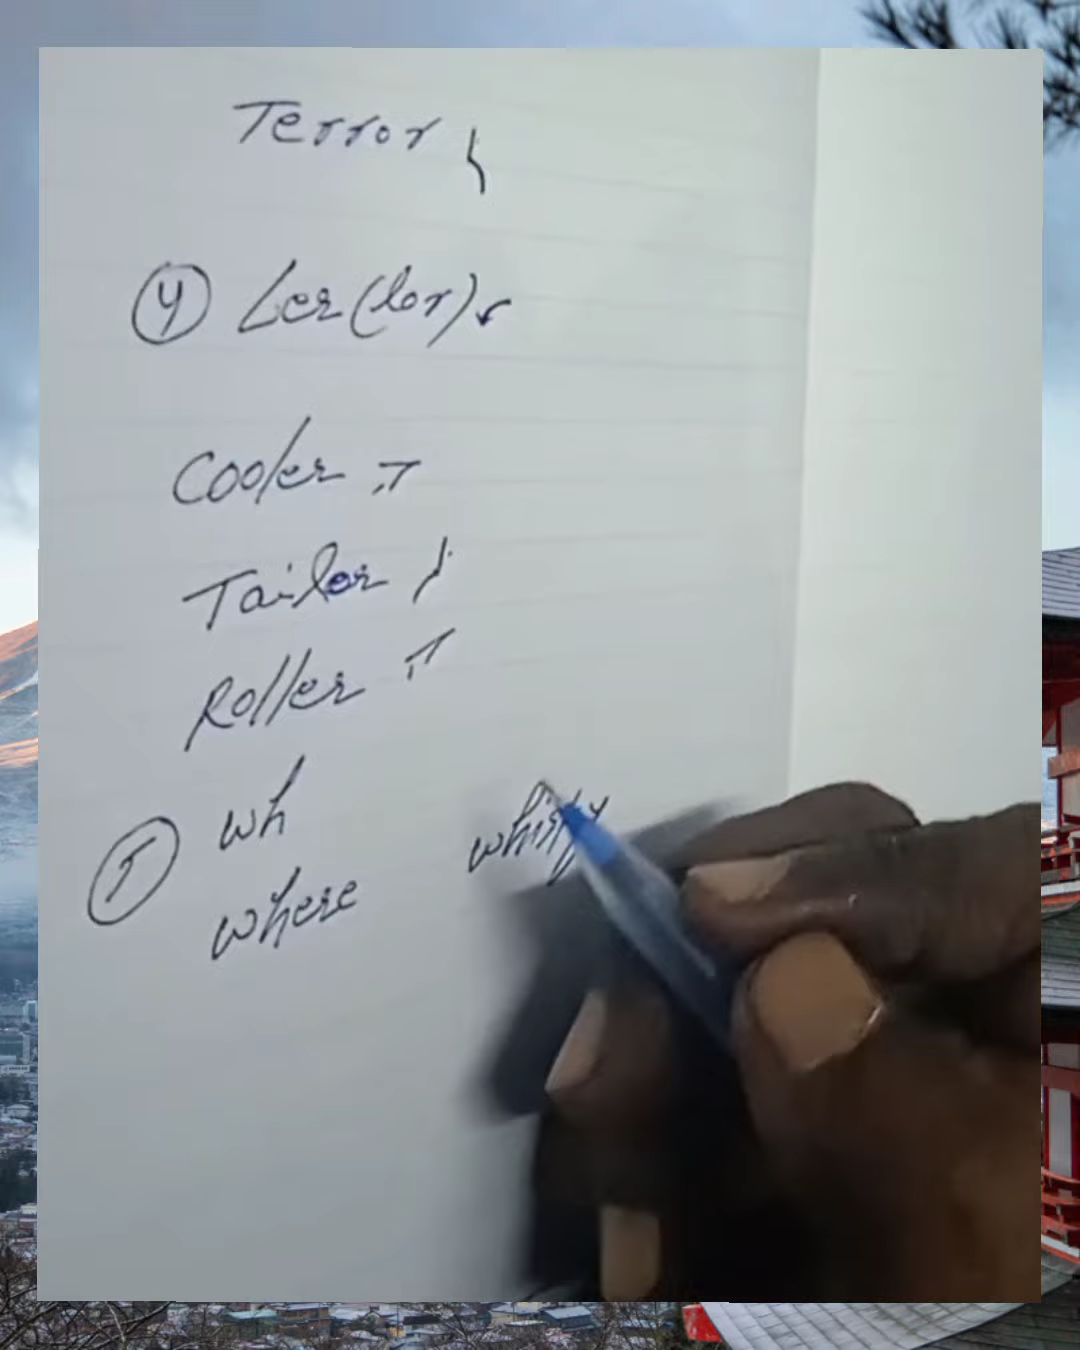 Terror
④ Ler (lor)
Cooler
Tailor
Roller
⑤ wh
where